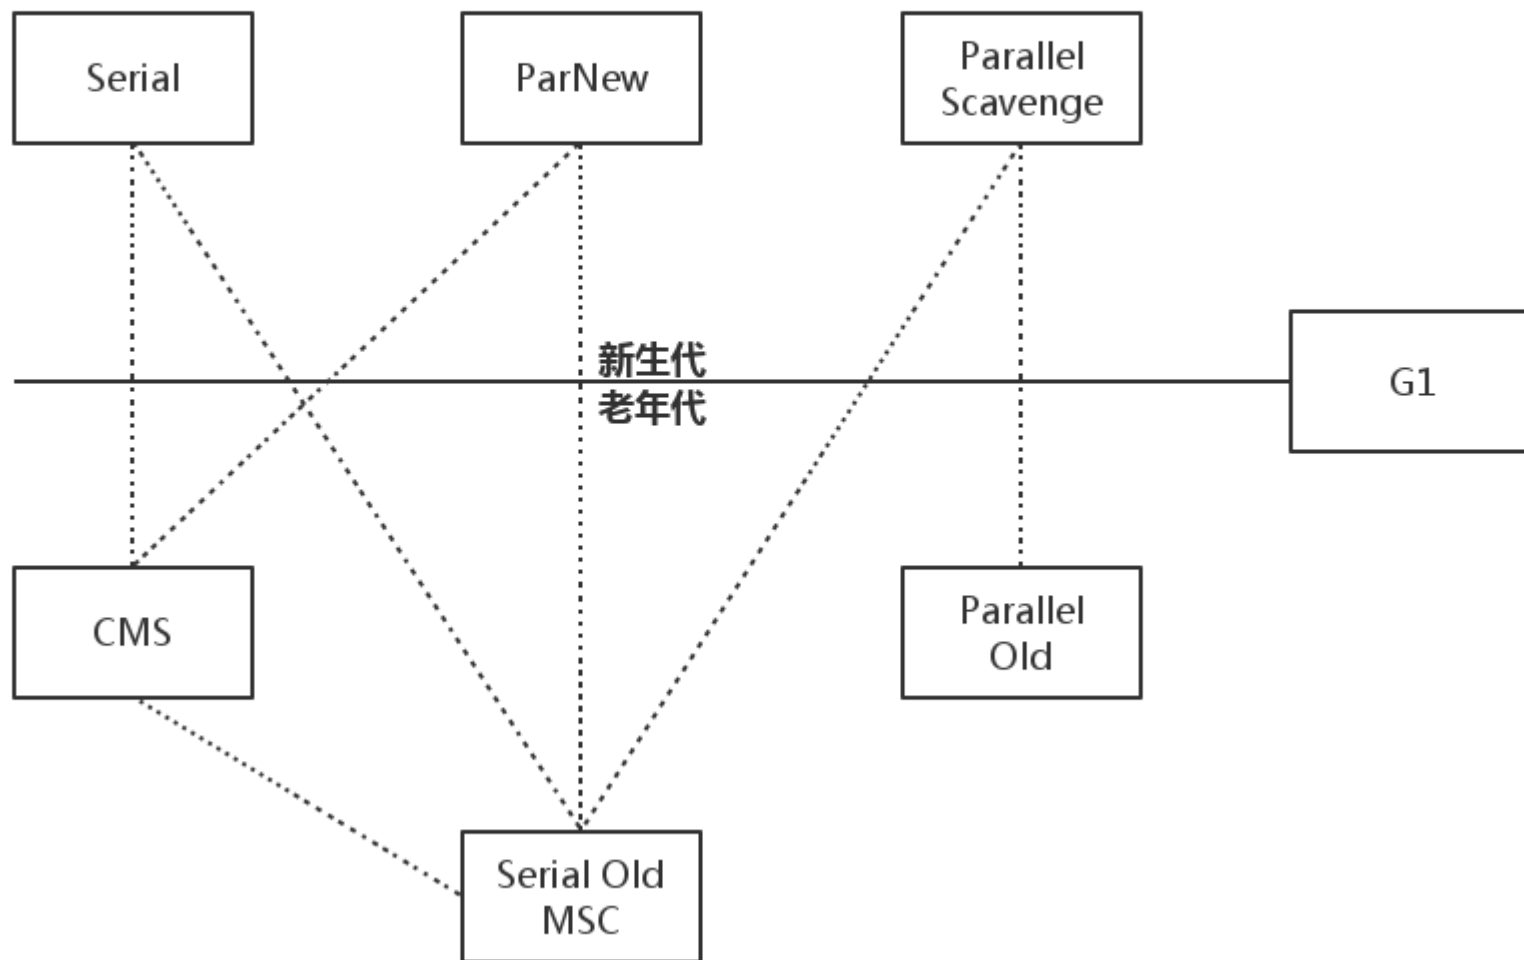 Serial
ParNew
Parallel
Scavenge
新生代
老年代
G1
CMS
Parallel
Old
Serial Old
MSC